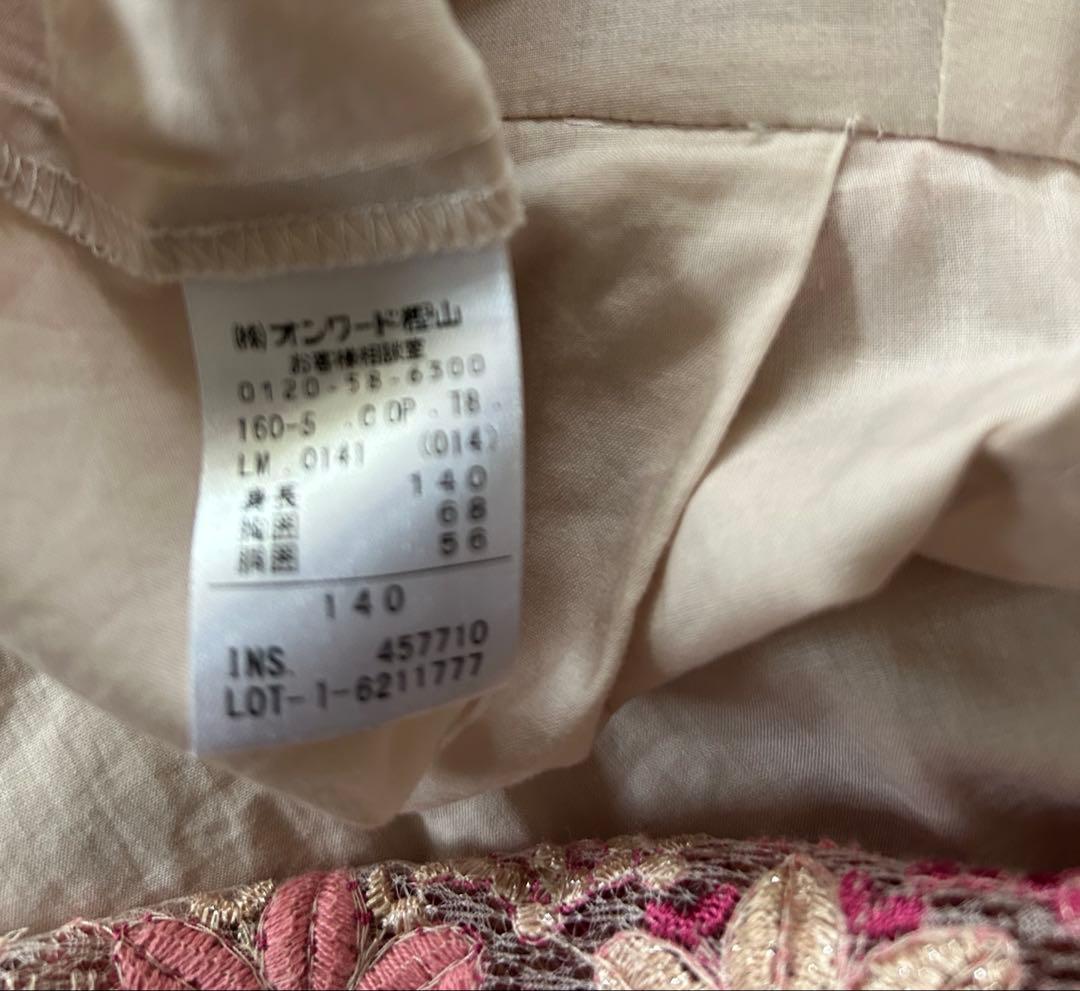 ㈱オンワード樫山
お客様相談室
0120-58-6300
160-5 .C OP . T8 .
LM . 0141 (014)
身長 140
胸囲 68
胴囲 56
140
INS. 457710
LOT-1-6211777